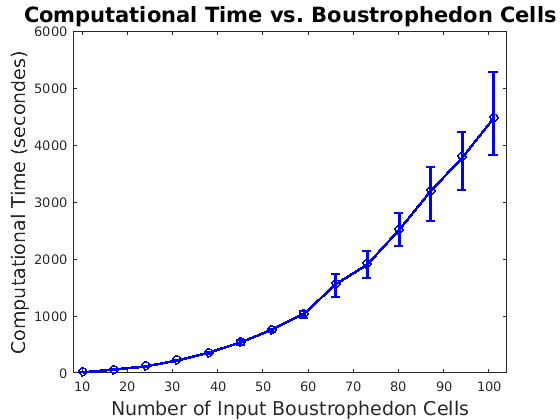 Computational Time vs. Boustrophedon Cells
Computational Time (secondes)
6000
5000
4000
3000
2000
1000
0
10 20 30 40 50 60 70 80 90 100
Number of Input Boustrophedon Cells